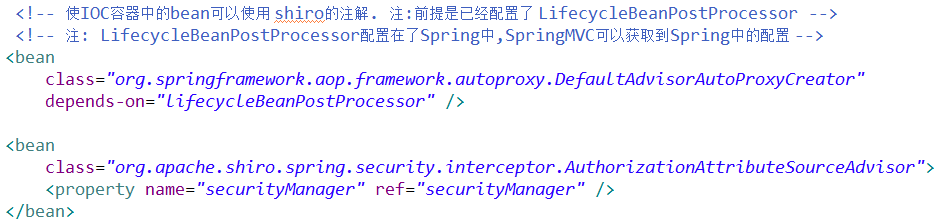 <!-- 使IOC容器中的bean可以使用 shiro的注解. 注:前提是已经配置了 LifecycleBeanPostProcessor -->
<!-- 注: LifecycleBeanPostProcessor配置在了Spring中,SpringMVC可以获取到Spring中的配置 -->
<bean
class="org.springframework.aop.framework.autoproxy.DefaultAdvisorAutoProxyCreator"
depends-on="lifecycleBeanPostProcessor" />
<bean
class="org.apache.shiro.spring.security.interceptor.AuthorizationAttributeSourceAdvisor">
<property name="securityManager" ref="securityManager" />
</bean>